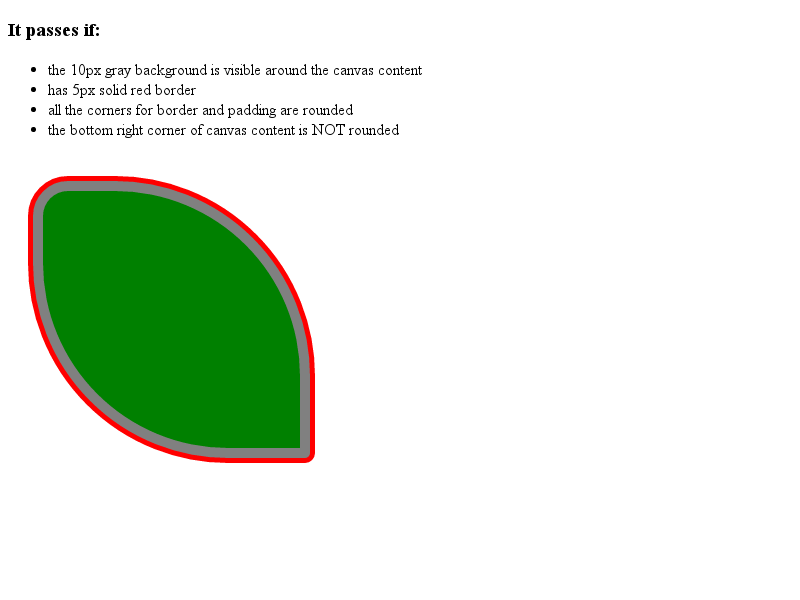 It passes if:
the 10px gray background is visible around the canvas content
has 5px solid red border
all the corners for border and padding are rounded
the bottom right corner of canvas content is NOT rounded